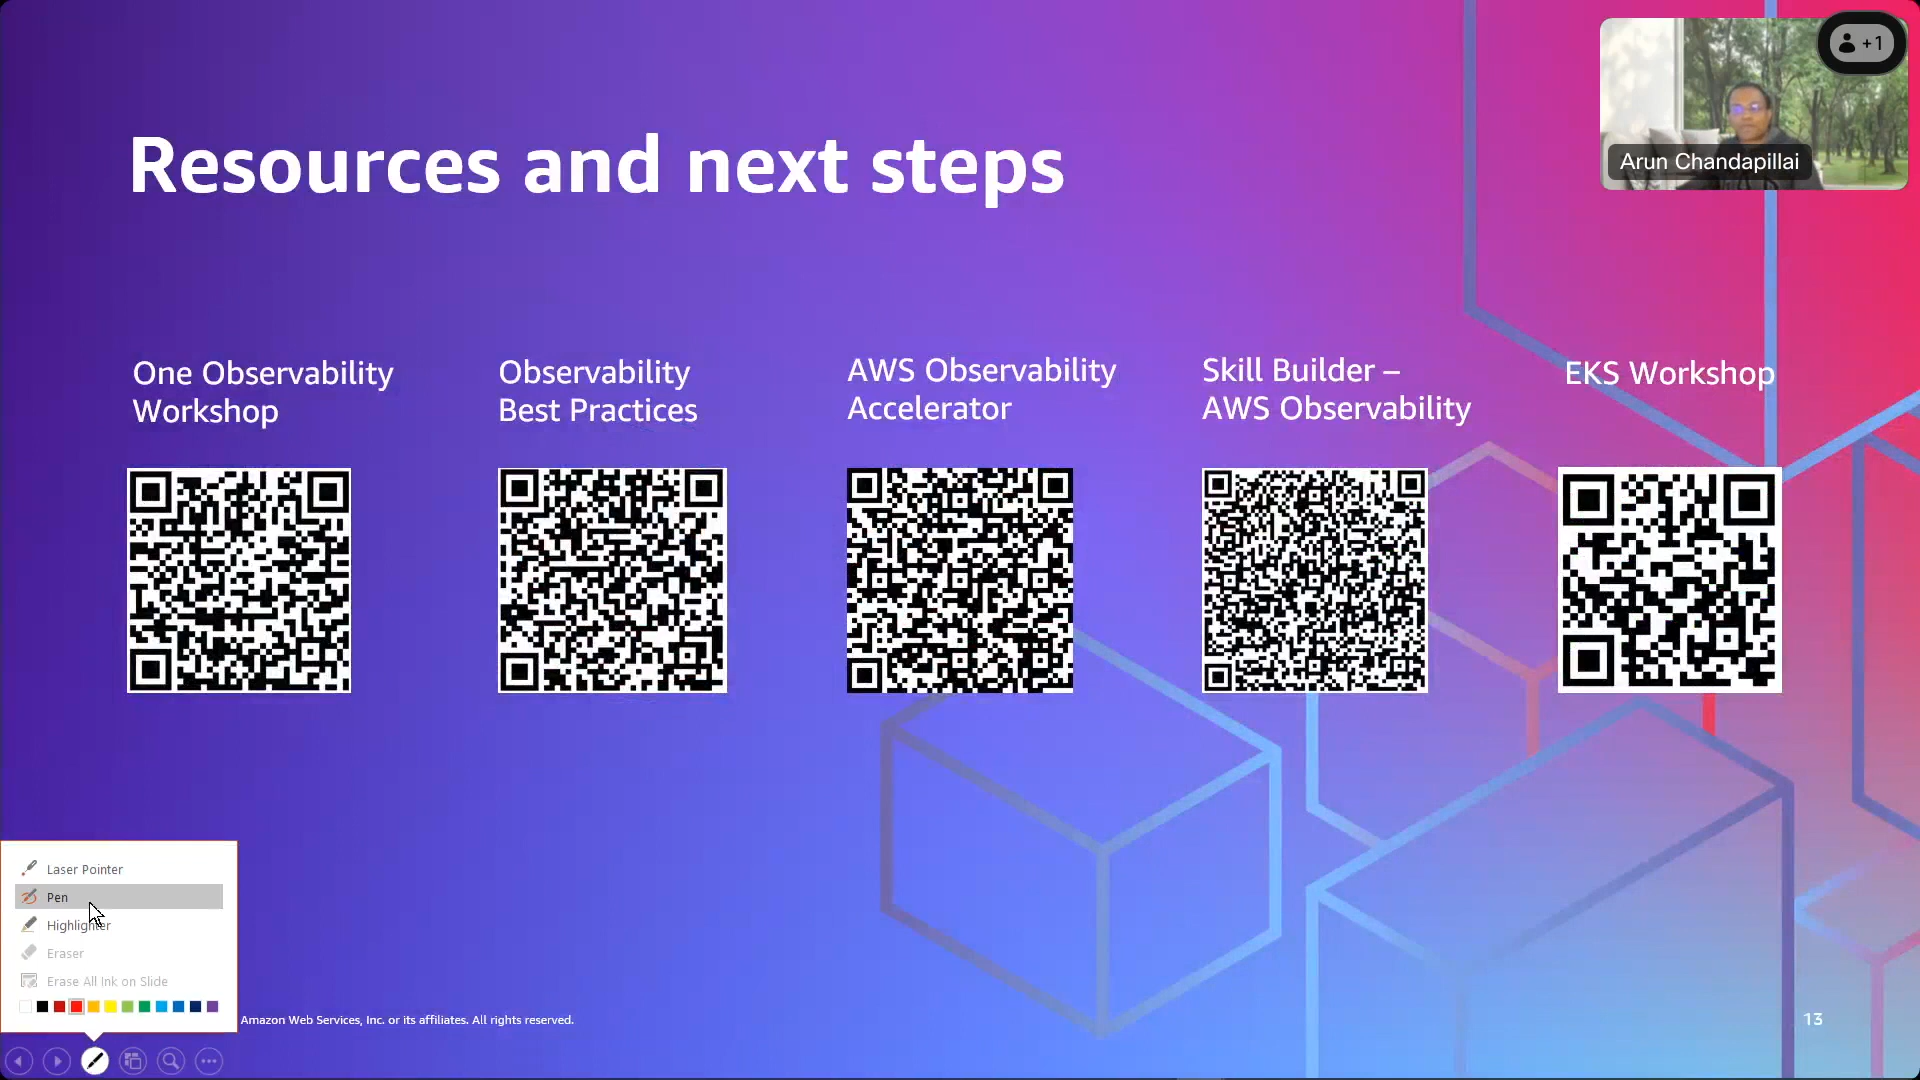 +1
Arun Chandapillai
Resources and next steps
One Observability
Workshop
Observability
Best Practices
AWS Observability
Accelerator
Skill Builder –
AWS Observability
EKS Workshop
Laser Pointer
Pen
Highlighter
Eraser
Erase All Ink on Slide
Amazon Web Services, Inc. or its affiliates. All rights reserved.
13